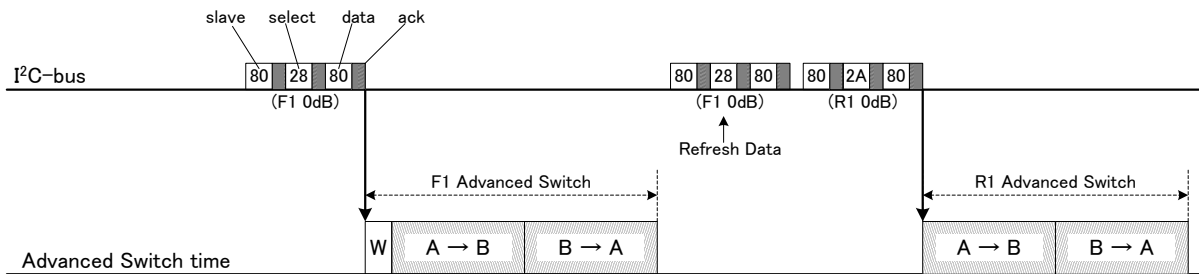 slave select data ack
I²C-bus
80 28 80 80 28 80 80 2A 80
(F1 0dB) (F1 0dB) (R1 0dB)
Refresh Data
F1 Advanced Switch R1 Advanced Switch
W A → B B → A A → B B → A
Advanced Switch time